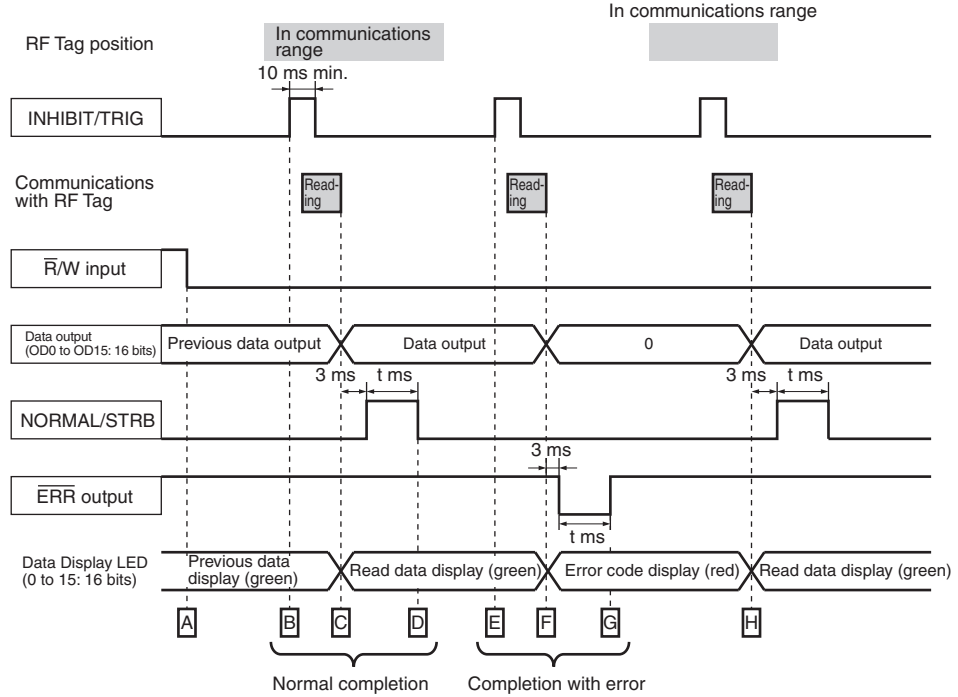 In communications range
RF Tag position
In communications
range
10 ms min.
INHIBIT/TRIG
Communications
with RF Tag
Read-
ing
Read-
ing
Read-
ing
R̅/W input
Data output
(OD0 to OD15: 16 bits)
Previous data output
Data output
0
Data output
3 ms
t ms
3 ms
t ms
NORMAL/STRB
3 ms
E̅R̅R̅ output
t ms
Data Display LED
(0 to 15: 16 bits)
Previous data
display (green)
Read data display (green)
Error code display (red)
Read data display (green)
A
B
C
D
E
F
G
H
Normal completion
Completion with error